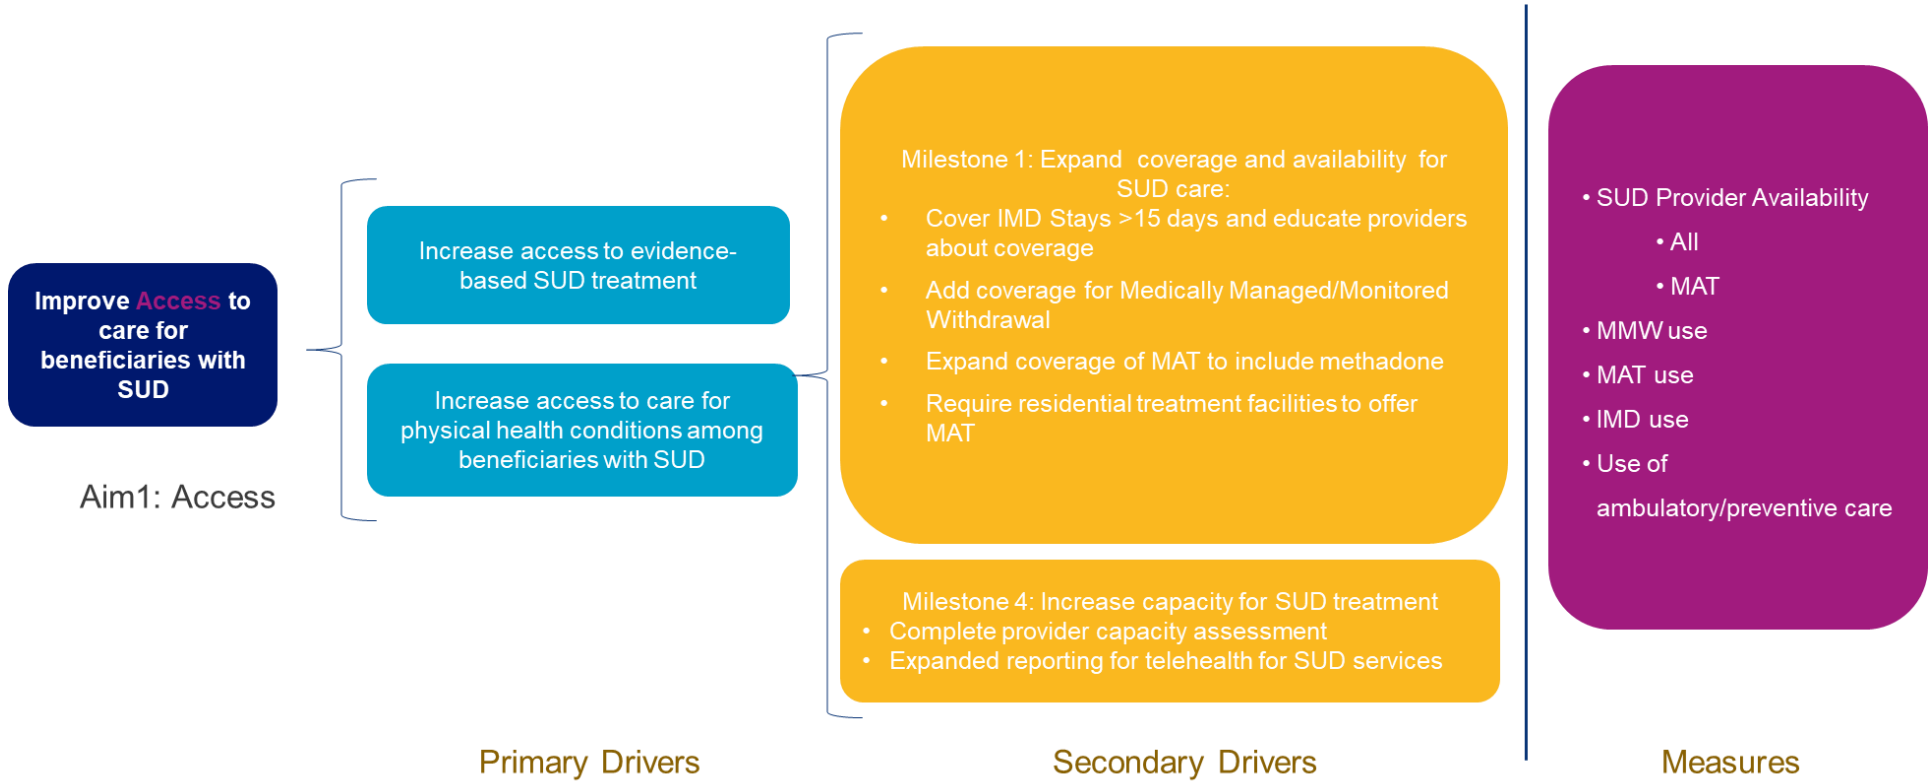 Improve Access to
care for
beneficiaries with
SUD
Aim1: Access
Increase access to evidence-
based SUD treatment
Increase access to care for
physical health conditions among
beneficiaries with SUD
Primary Drivers
Milestone 1: Expand coverage and availability for
SUD care:
• Cover IMD Stays >15 days and educate providers
about coverage
• Add coverage for Medically Managed/Monitored
Withdrawal
• Expand coverage of MAT to include methadone
• Require residential treatment facilities to offer
MAT
Milestone 4: Increase capacity for SUD treatment
• Complete provider capacity assessment
• Expanded reporting for telehealth for SUD services
Secondary Drivers
• SUD Provider Availability
• All
• MAT
• MMW use
• MAT use
• IMD use
• Use of
ambulatory/preventive care
Measures